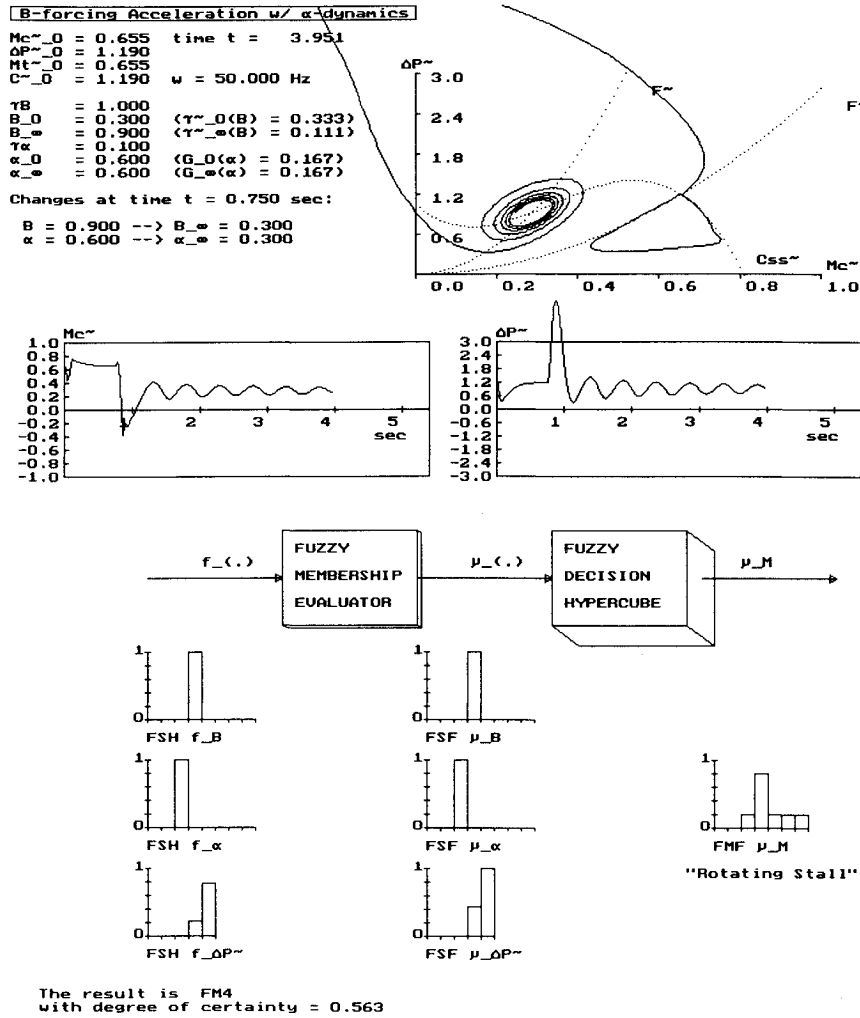 B-forcing Acceleration w/ α-dynamics
Mc~_0 = 0.655 time t = 3.951
ΔP~_0 = 1.190
Mt~_0 = 0.655
C~_0 = 1.190 w = 50.000 Hz
τB = 1.000
B_0 = 0.300 (τ~_0(B) = 0.333)
B_∞ = 0.900 (τ~_∞(B) = 0.111)
τα = 0.100
α_0 = 0.600 (G_0(α) = 0.167)
α_∞ = 0.600 (G_∞(α) = 0.167)
Changes at time t = 0.750 sec:
B = 0.900 --> B_∞ = 0.300
α = 0.600 --> α_∞ = 0.300
ΔP~
3.0
2.4
1.8
1.2
0.6
F~
F
Css~
Mc~
0.0 0.2 0.4 0.6 0.8 1.0
Mc~
1.0
0.8
0.6
0.4
0.2
0.0
-0.2
-0.4
-0.6
-0.8
-1.0
2 3 4 5
sec
ΔP~
3.0
2.4
1.8
1.2
0.6
0.0
-0.6
-1.2
-1.8
-2.4
-3.0
1 2 3 4 5
sec
f_(.)
FUZZY
MEMBERSHIP
EVALUATOR
μ_(.)
FUZZY
DECISION
HYPERCUBE
μ_M
1
0
FSH f_B
1
0
FSF μ_B
1
0
FSH f_α
1
0
FSF μ_α
1
0
FMF μ_M
"Rotating Stall"
1
0
FSH f_ΔP~
1
0
FSF μ_ΔP~
The result is FM4
with degree of certainty = 0.563